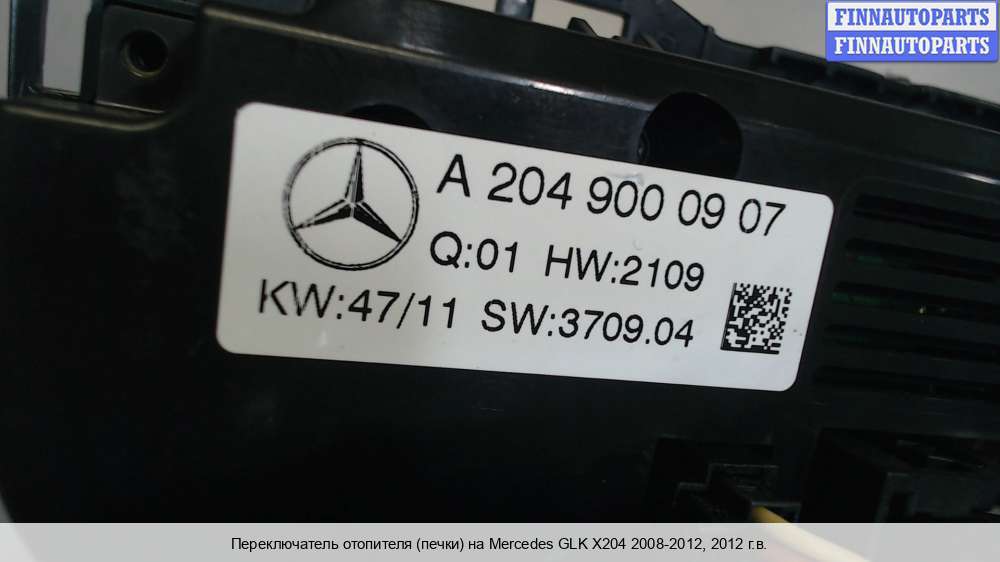 FINNAUTOPARTS
FINNAUTOPARTS
A 204 900 09 07
Q:01 HW:2109
KW:47/11 SW:3709.04
Переключатель отопителя (печки) на Mercedes GLK X204 2008-2012, 2012 г.в.